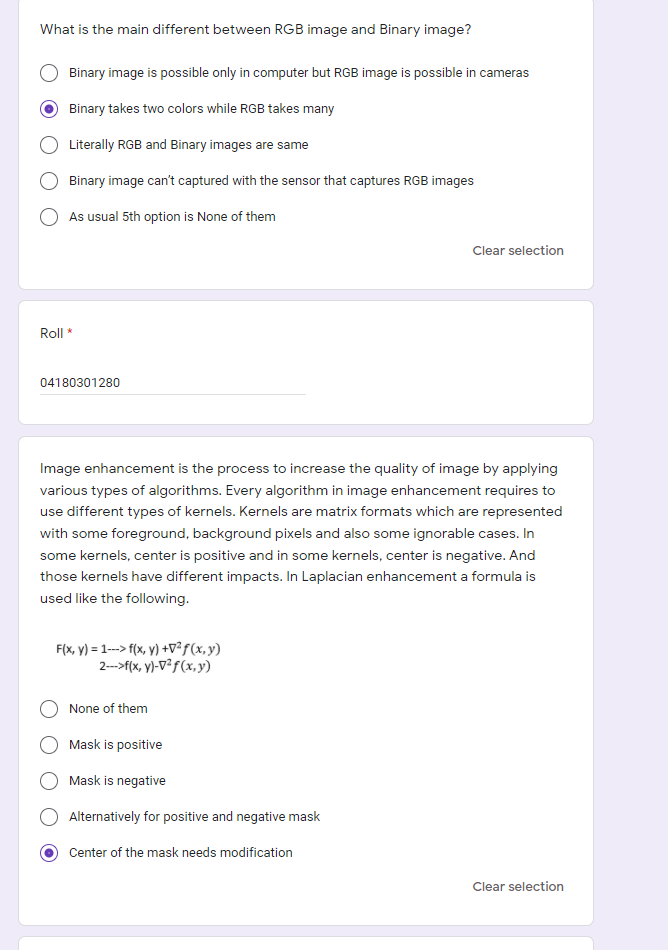 What is the main different between RGB image and Binary image?
Binary image is possible only in computer but RGB image is possible in cameras
Binary takes two colors while RGB takes many
Literally RGB and Binary images are same
Binary image can't captured with the sensor that captures RGB images
As usual 5th option is None of them
Clear selection
Roll *
04180301280
Image enhancement is the process to increase the quality of image by applying
various types of algorithms. Every algorithm in image enhancement requires to
use different types of kernels. Kernels are matrix formats which are represented
with some foreground, background pixels and also some ignorable cases. In
some kernels, center is positive and in some kernels, center is negative. And
those kernels have different impacts. In Laplacian enhancement a formula is
used like the following.
F(x, y) = 1---> f(x, y) +∇²f(x, y)
2--->f(x, y)-∇²f(x, y)
None of them
Mask is positive
Mask is negative
Alternatively for positive and negative mask
Center of the mask needs modification
Clear selection